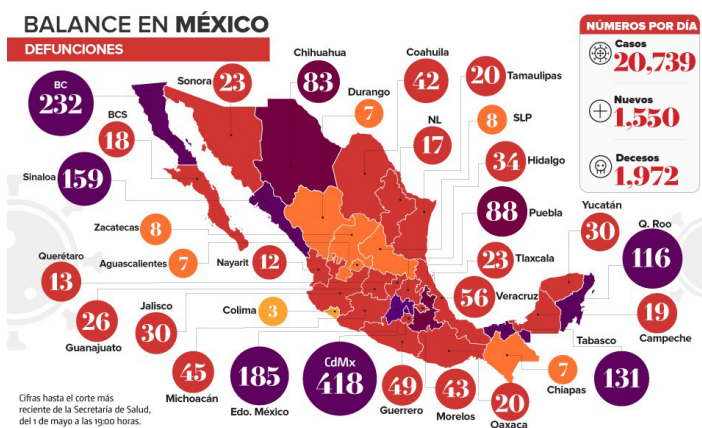 BALANCE EN MÉXICO
DEFUNCIONES
NÚMEROS POR DÍA
Casos
20,739
Nuevos
1,550
Decesos
1,972
BC
232
Sonora
23
Chihuahua
83
Durango
7
Coahuila
42
20
Tamaulipas
BCS
18
NL
17
8
SLP
34
Hidalgo
Sinaloa
159
88
Puebla
Zacatecas
8
Aguascalientes
7
Nayarit
12
23
Tlaxcala
Yucatán
30
Q. Roo
116
Querétaro
13
56
Veracruz
26
Guanajuato
Jalisco
30
Colima
3
19
Campeche
Tabasco
131
45
Michoacán
185
Edo. México
CdMx
418
49
Guerrero
43
Morelos
20
Oaxaca
7
Chiapas
Cifras hasta el corte más
reciente de la Secretaría de Salud,
del 1 de mayo a las 19:00 horas.